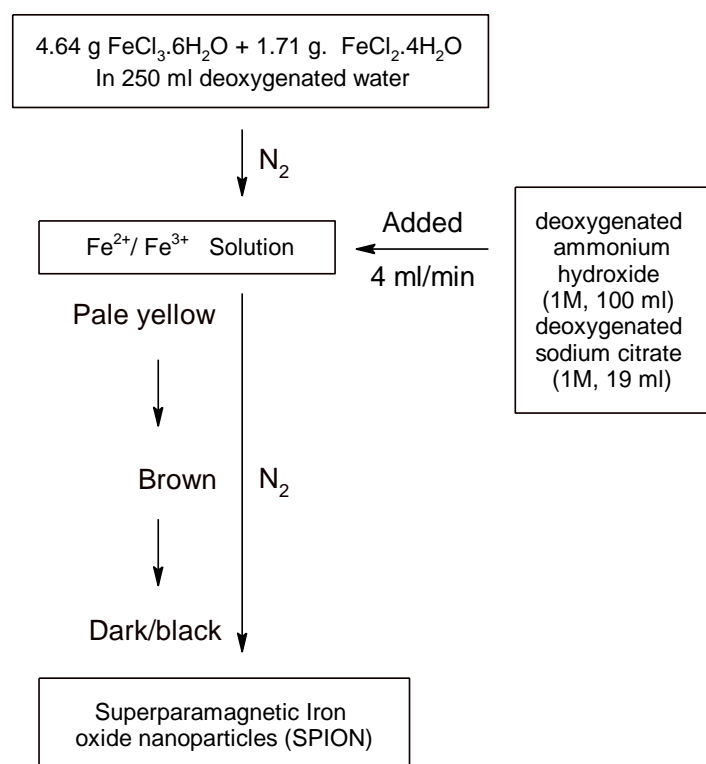 4.64 g FeCl₃.6H₂O + 1.71 g. FeCl₂.4H₂O
In 250 ml deoxygenated water
N₂
Fe²⁺/ Fe³⁺ Solution
Added
4 ml/min
deoxygenated
ammonium
hydroxide
(1M, 100 ml)
deoxygenated
sodium citrate
(1M, 19 ml)
Pale yellow
Brown
N₂
Dark/black
Superparamagnetic Iron
oxide nanoparticles (SPION)